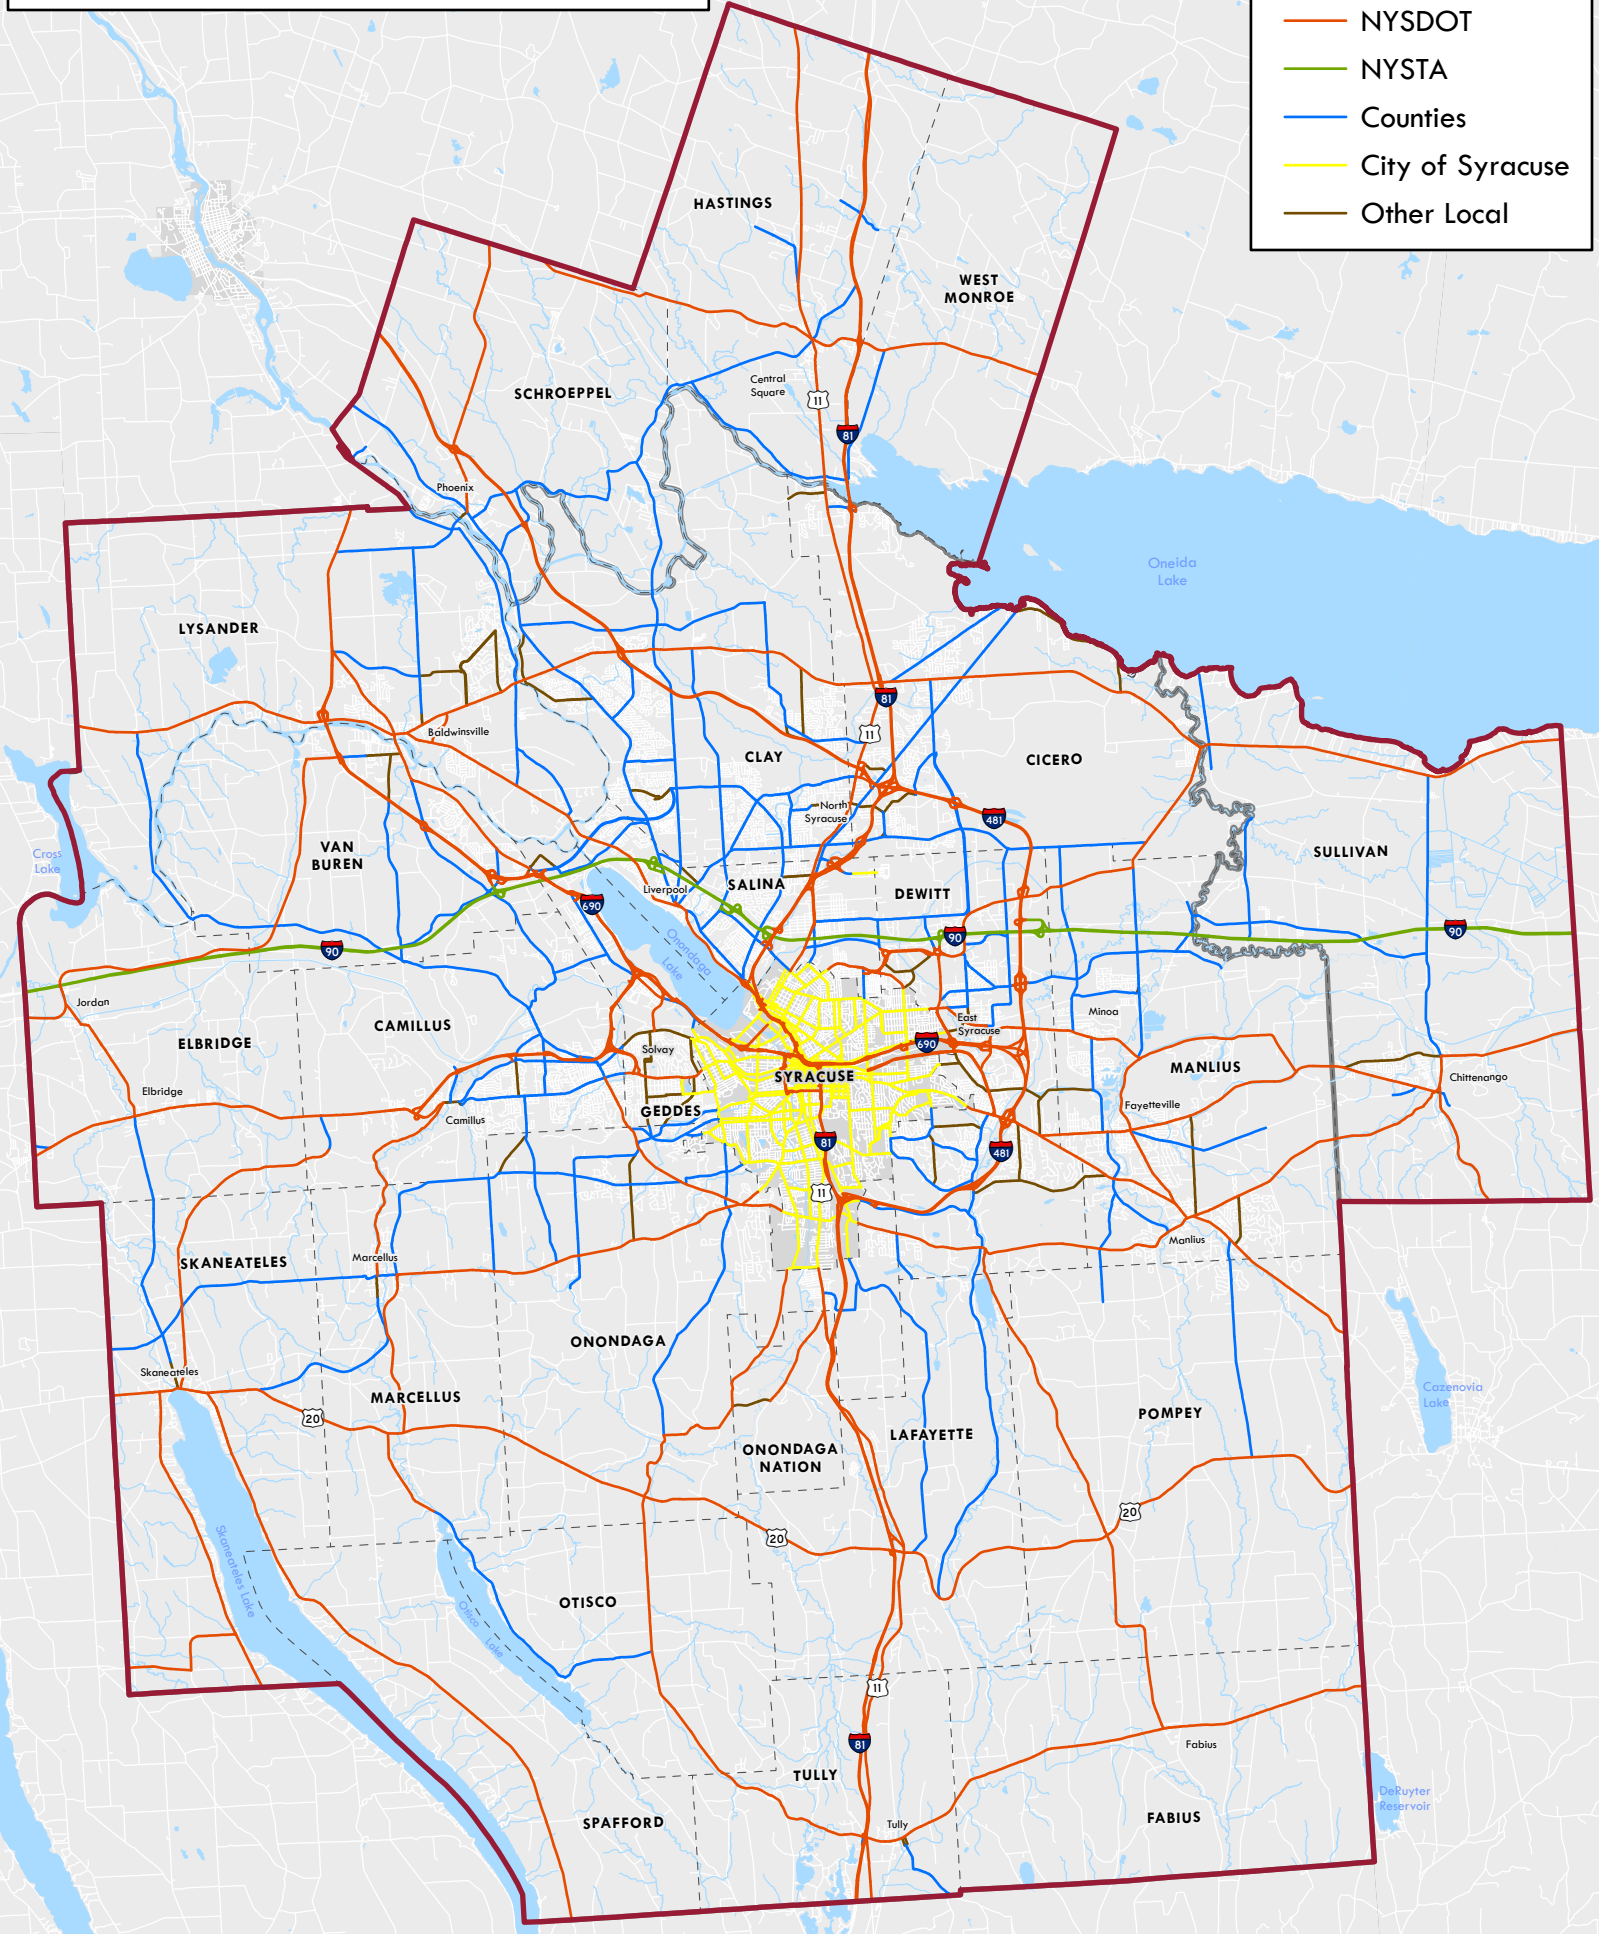 NYSDOT
NYSTA
Counties
City of Syracuse
Other Local
HASTINGS
WEST
MONROE
SCHROEPPEL
Central
Square
11
81
Phoenix
Oneida
Lake
LYSANDER
81
11
Baldwinsville
CLAY
CICERO
North
Syracuse
481
Cross
Lake
VAN
BUREN
SULLIVAN
Liverpool
SALINA
DEWITT
690
90
90
90
Onondaga
Lake
Jordan
CAMILLUS
ELBRIDGE
Minoa
East
Syracuse
690
Solvay
SYRACUSE
MANLIUS
Chittenango
Elbridge
Camillus
GEDDES
Fayetteville
81
481
11
Manlius
SKANEATELES
Marcellus
ONONDAGA
Skaneateles
MARCELLUS
20
Cazenovia
Lake
POMPEY
LAFAYETTE
ONONDAGA
NATION
20
20
Skaneateles Lake
OTISCO
Otisco Lake
11
81
Fabius
TULLY
DeRuyter
Reservoir
SPAFFORD
Tully
FABIUS